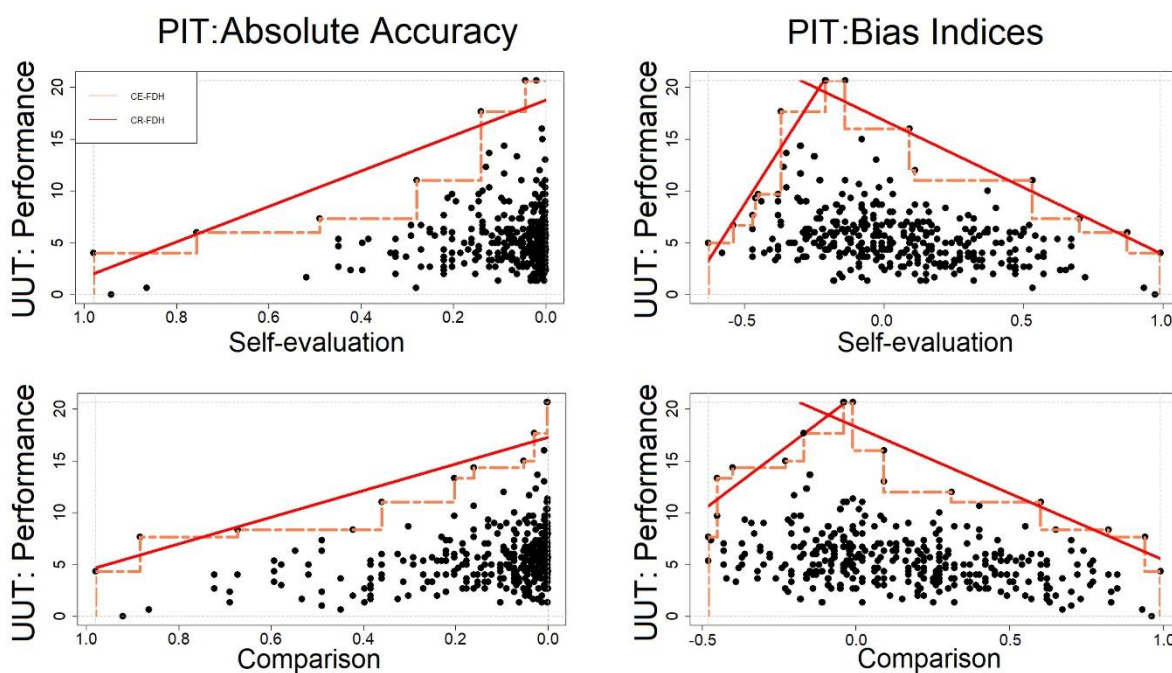 PIT:Absolute Accuracy
PIT:Bias Indices
UUT: Performance
20
15
10
5
0
CE-FDH
CR-FDH
1.0 0.8 0.6 0.4 0.2 0.0
Self-evaluation
UUT: Performance
20
15
10
5
0
-0.5 0.0 0.5 1.0
Self-evaluation
UUT: Performance
20
15
10
5
0
1.0 0.8 0.6 0.4 0.2 0.0
Comparison
UUT: Performance
20
15
10
5
0
-0.5 0.0 0.5 1.0
Comparison